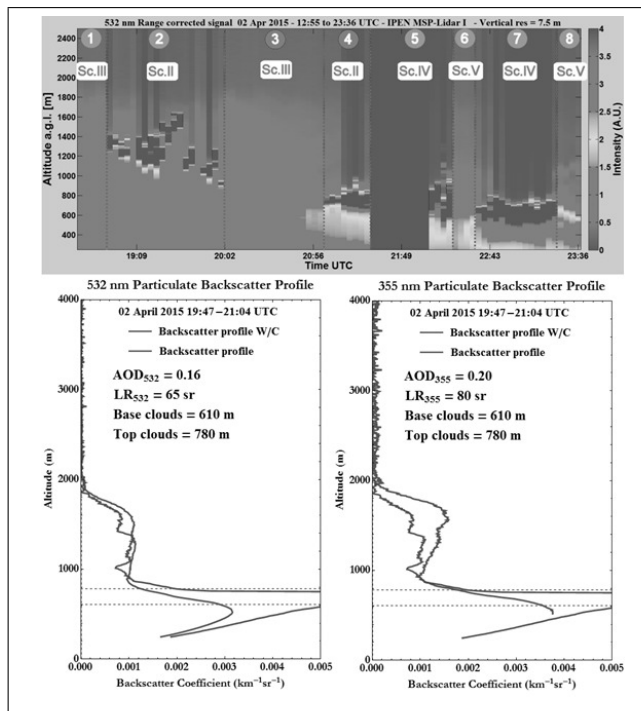 532 nm Range corrected signal 02 Apr 2015 - 12:55 to 23:36 UTC - IPEN MSP-Lidar I - Vertical res = 7.5 m
1 2 3 4 5 6 7 8
Sc.III Sc.II Sc.III Sc.II Sc.IV Sc.V Sc.IV Sc.V
Altitude a.g.l. [m]
2400
2200
2000
1800
1600
1400
1200
1000
800
600
400
19:09 20:02 20:56 21:49 22:43 23:36
Time UTC
4
3.5
3
2.5
2
1.5
1
0.5
0
Intensity (A.U.)
532 nm Particulate Backscatter Profile
02 April 2015 19:47−21:04 UTC
Backscatter profile W/C
Backscatter profile
AOD532 = 0.16
LR532 = 65 sr
Base clouds = 610 m
Top clouds = 780 m
Altitude (m)
4000
3000
2000
1000
0
0.000 0.001 0.002 0.003 0.004 0.005
Backscatter Coefficient (km−1sr−1)
355 nm Particulate Backscatter Profile
02 April 2015 19:47−21:04 UTC
Backscatter profile W/C
Backscatter profile
AOD355 = 0.20
LR355 = 80 sr
Base clouds = 610 m
Top clouds = 780 m
Altitude (m)
4000
3000
2000
1000
0
0.000 0.001 0.002 0.003 0.004 0.005
Backscatter Coefficient (km−1sr−1)